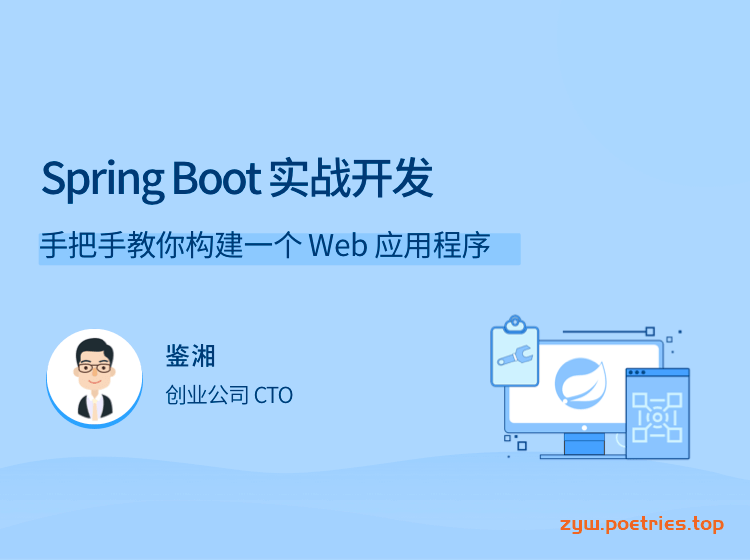 Spring Boot 实战开发
手把手教你构建一个 Web 应用程序
鉴湘
创业公司 CTO
zyw.poetries.top